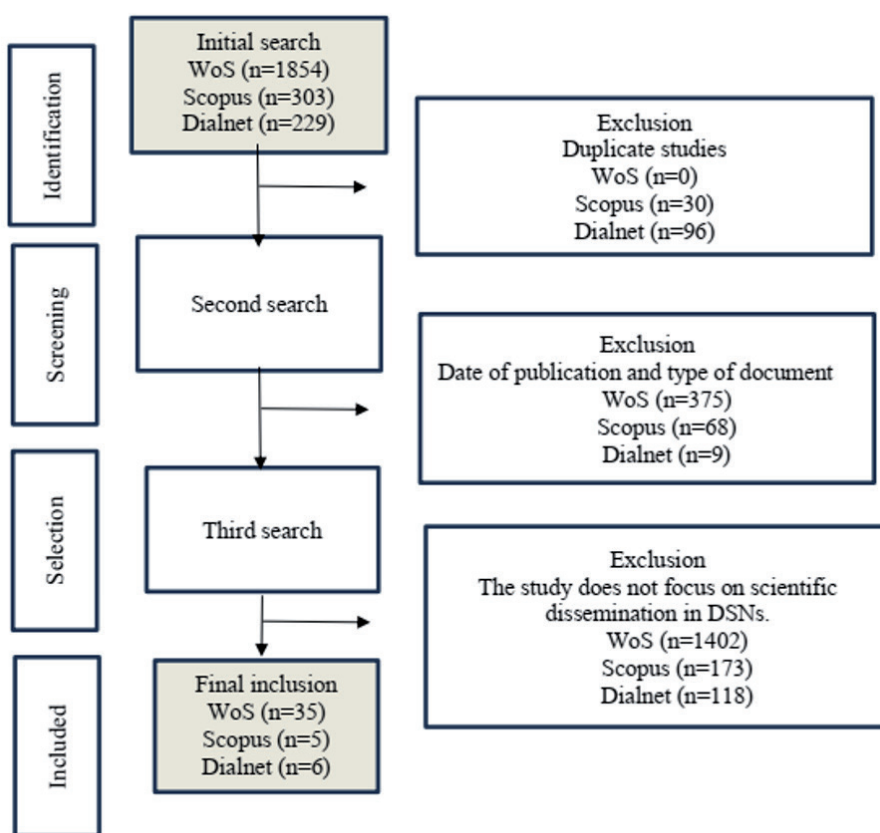 Identification
Initial search
WoS (n=1854)
Scopus (n=303)
Dialnet (n=229)
Exclusion
Duplicate studies
WoS (n=0)
Scopus (n=30)
Dialnet (n=96)
Screening
Second search
Exclusion
Date of publication and type of document
WoS (n=375)
Scopus (n=68)
Dialnet (n=9)
Selection
Third search
Exclusion
The study does not focus on scientific
dissemination in DSNs.
WoS (n=1402)
Scopus (n=173)
Dialnet (n=118)
Included
Final inclusion
WoS (n=35)
Scopus (n=5)
Dialnet (n=6)